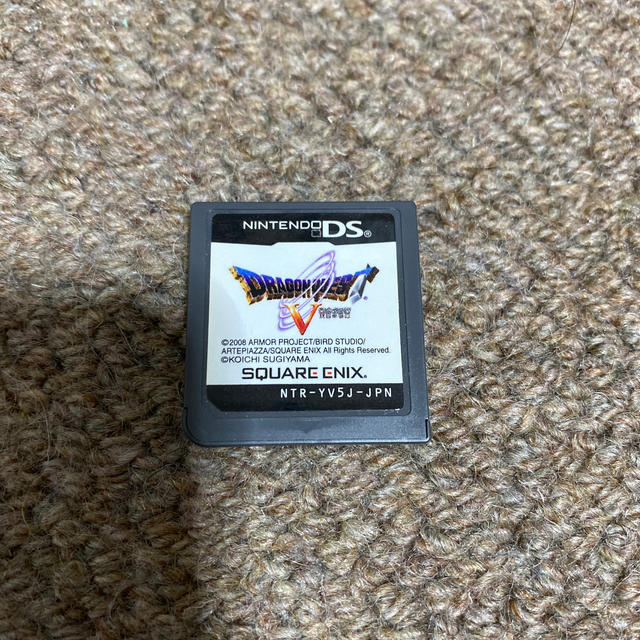 NINTENDO DS®
DRAGON QUEST®
V
©2008 ARMOR PROJECT/BIRD STUDIO/
ARTEPIAZZA/SQUARE ENIX All Rights Reserved.
©KOICHI SUGIYAMA
SQUARE ENIX®
NTR-YV5J-JPN